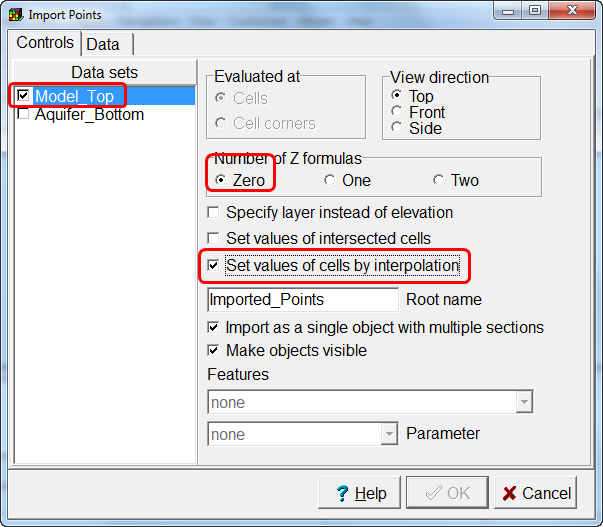 Import Points
Controls
Data
Data sets
Model_Top
Aquifer_Bottom
Evaluated at
Cells
Cell corners
View direction
Top
Front
Side
Number of Z formulas
Zero One Two
Specify layer instead of elevation
Set values of intersected cells
Set values of cells by interpolation
Imported_Points Root name
Import as a single object with multiple sections
Make objects visible
Features
none
none Parameter
? Help OK Cancel